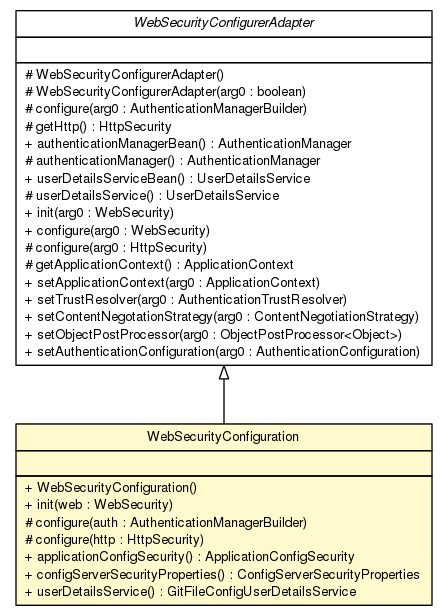 WebSecurityConfigurerAdapter
# WebSecurityConfigurerAdapter()
# WebSecurityConfigurerAdapter(arg0 : boolean)
# configure(arg0 : AuthenticationManagerBuilder)
# getHttp() : HttpSecurity
+ authenticationManagerBean() : AuthenticationManager
# authenticationManager() : AuthenticationManager
+ userDetailsServiceBean() : UserDetailsService
# userDetailsService() : UserDetailsService
+ init(arg0 : WebSecurity)
+ configure(arg0 : WebSecurity)
# configure(arg0 : HttpSecurity)
# getApplicationContext() : ApplicationContext
+ setApplicationContext(arg0 : ApplicationContext)
+ setTrustResolver(arg0 : AuthenticationTrustResolver)
+ setContentNegotationStrategy(arg0 : ContentNegotiationStrategy)
+ setObjectPostProcessor(arg0 : ObjectPostProcessor<Object>)
+ setAuthenticationConfiguration(arg0 : AuthenticationConfiguration)
WebSecurityConfiguration
+ WebSecurityConfiguration()
+ init(web : WebSecurity)
# configure(auth : AuthenticationManagerBuilder)
# configure(http : HttpSecurity)
+ applicationConfigSecurity() : ApplicationConfigSecurity
+ configServerSecurityProperties() : ConfigServerSecurityProperties
+ userDetailsService() : GitFileConfigUserDetailsService